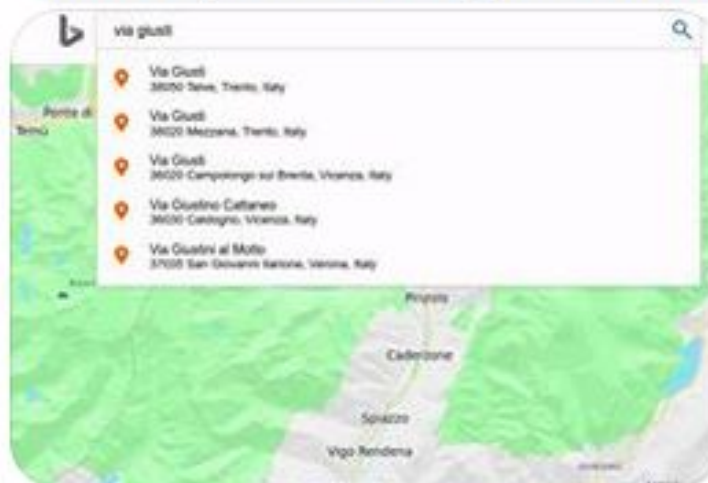 via giusti
Via Giusti
38050 Telve, Trento, Italy
Via Giusti
38020 Mezzana, Trento, Italy
Via Giusti
36020 Campolongo sul Brenta, Vicenza, Italy
Via Giustino Cattaneo
36030 Caldogno, Vicenza, Italy
Via Giustini al Motto
37035 San Giovanni Ilarione, Verona, Italy
Ponte di
Temù
Pinzolo
Caderzone
Spiazzo
Vigo Rendena